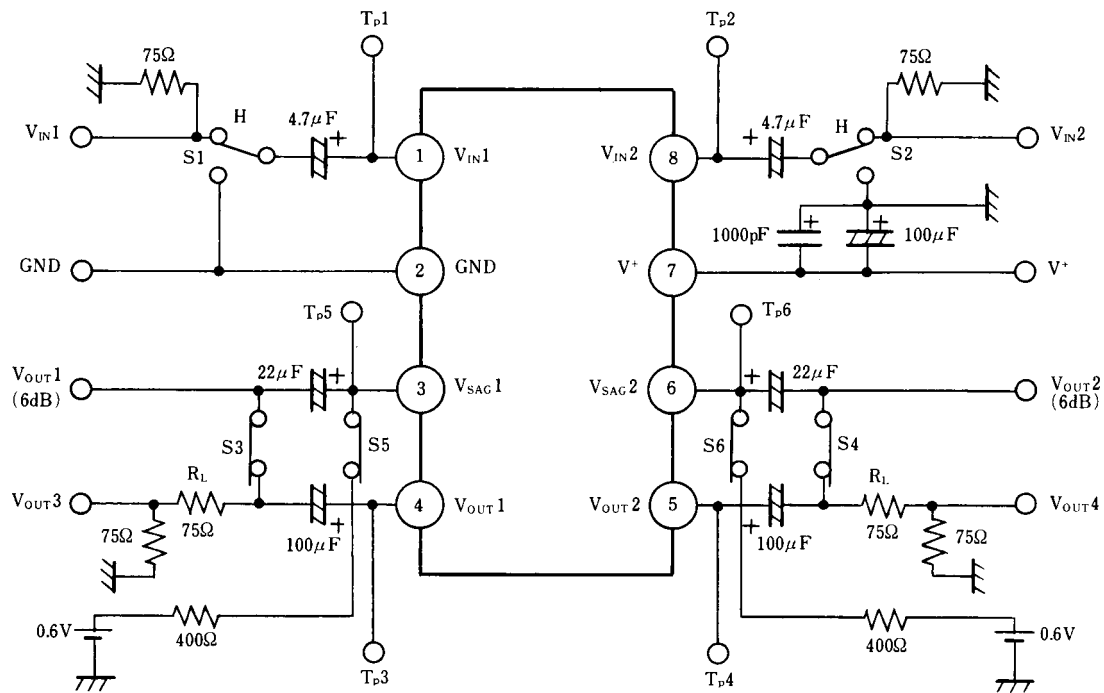 Tp1
Tp2
75Ω
75Ω
H
4.7μF
+
+
4.7μF
H
VIN1
S1
1
VIN1
VIN2
8
S2
VIN2
1000pF
+
+
100μF
GND
2
GND
V+
7
V+
Tp5
Tp6
VOUT1
(6dB)
22μF
+
3
VSAG1
VSAG2
6
+
22μF
VOUT2
(6dB)
S3
S5
S6
S4
RL
RL
VOUT3
75Ω
4
VOUT1
VOUT2
5
75Ω
VOUT4
75Ω
100μF
+
+
100μF
75Ω
0.6V
400Ω
400Ω
0.6V
Tp3
Tp4